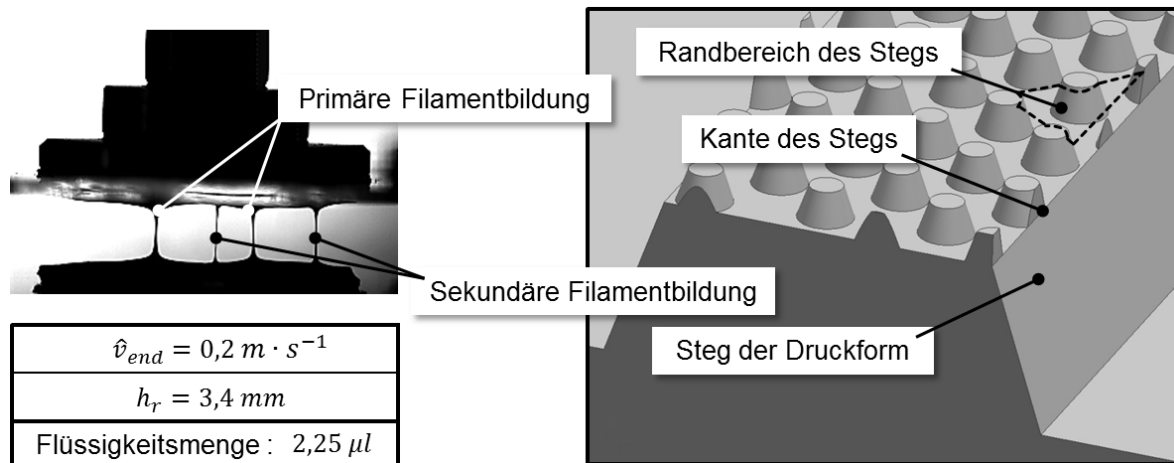 Primäre Filamentbildung
Sekundäre Filamentbildung
v̂_end = 0,2 m · s⁻¹
h_r = 3,4 mm
Flüssigkeitsmenge : 2,25 μl
Randbereich des Stegs
Kante des Stegs
Steg der Druckform